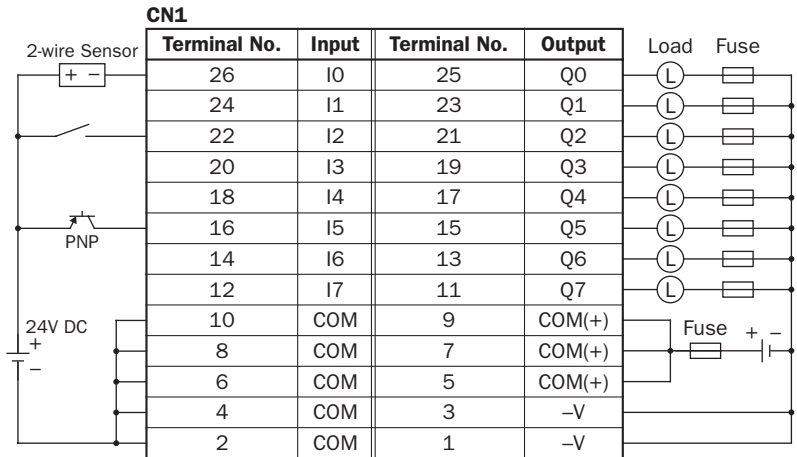 CN1
Terminal No. Input Terminal No. Output
2-wire Sensor Load Fuse
+ − 26 I0 25 Q0 L
24 I1 23 Q1 L
22 I2 21 Q2 L
20 I3 19 Q3 L
18 I4 17 Q4 L
16 I5 15 Q5 L
PNP
14 I6 13 Q6 L
12 I7 11 Q7 L
24V DC 10 COM 9 COM(+) Fuse + −
+ 8 COM 7 COM(+)
− 6 COM 5 COM(+)
4 COM 3 −V
2 COM 1 −V